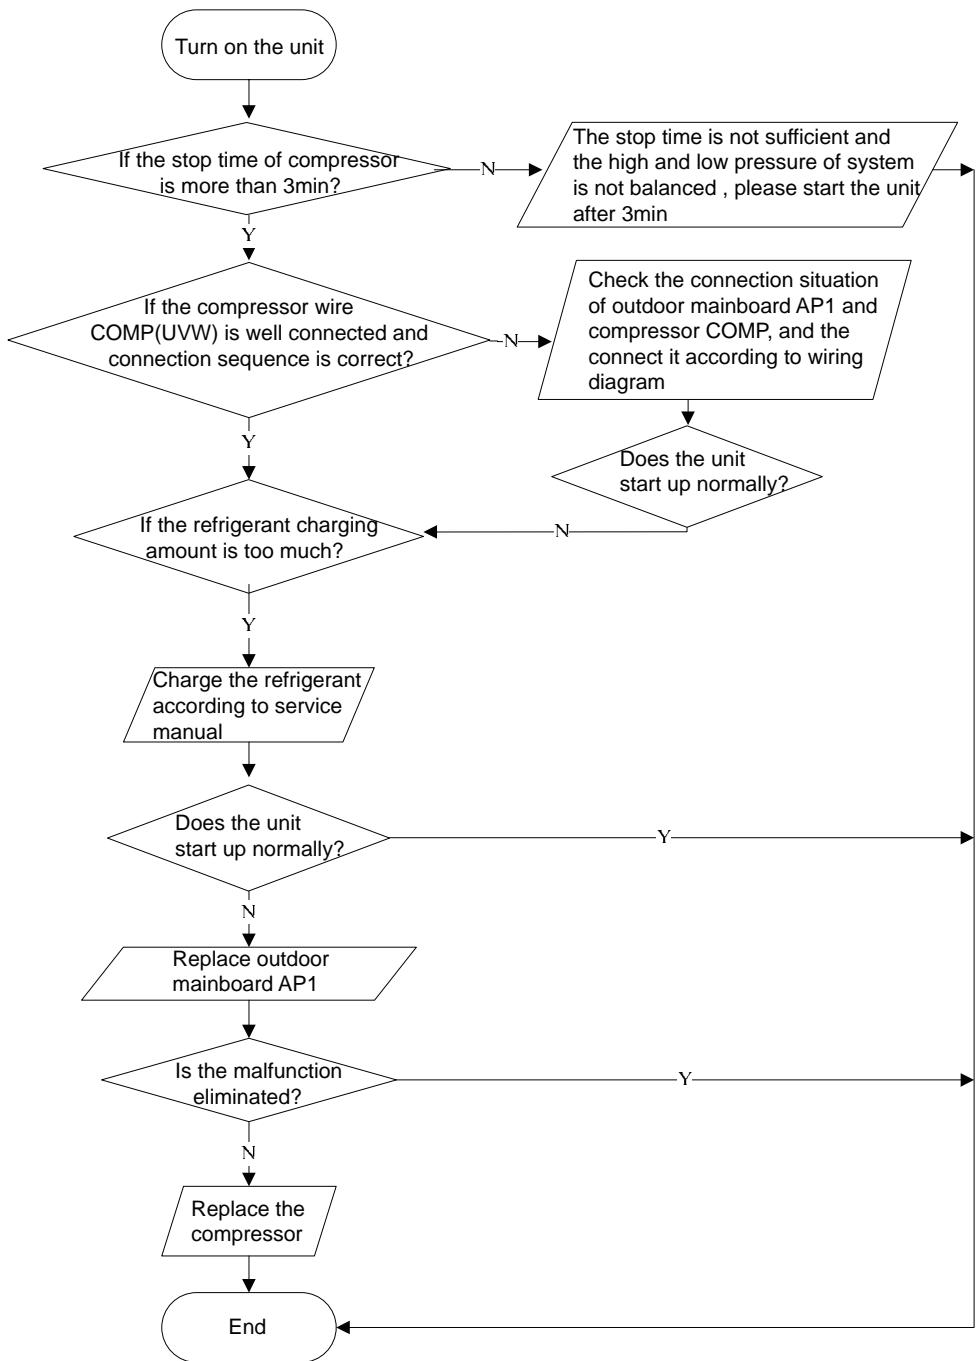 Turn on the unit
If the stop time of compressor
is more than 3min?
N
The stop time is not sufficient and
the high and low pressure of system
is not balanced , please start the unit
after 3min
Y
If the compressor wire
COMP(UVW) is well connected and
connection sequence is correct?
N
Check the connection situation
of outdoor mainboard AP1 and
compressor COMP, and the
connect it according to wiring
diagram
Y
Does the unit
start up normally?
If the refrigerant charging
amount is too much?
N
Y
Charge the refrigerant
according to service
manual
Does the unit
start up normally?
Y
N
Replace outdoor
mainboard AP1
Is the malfunction
eliminated?
Y
N
Replace the
compressor
End